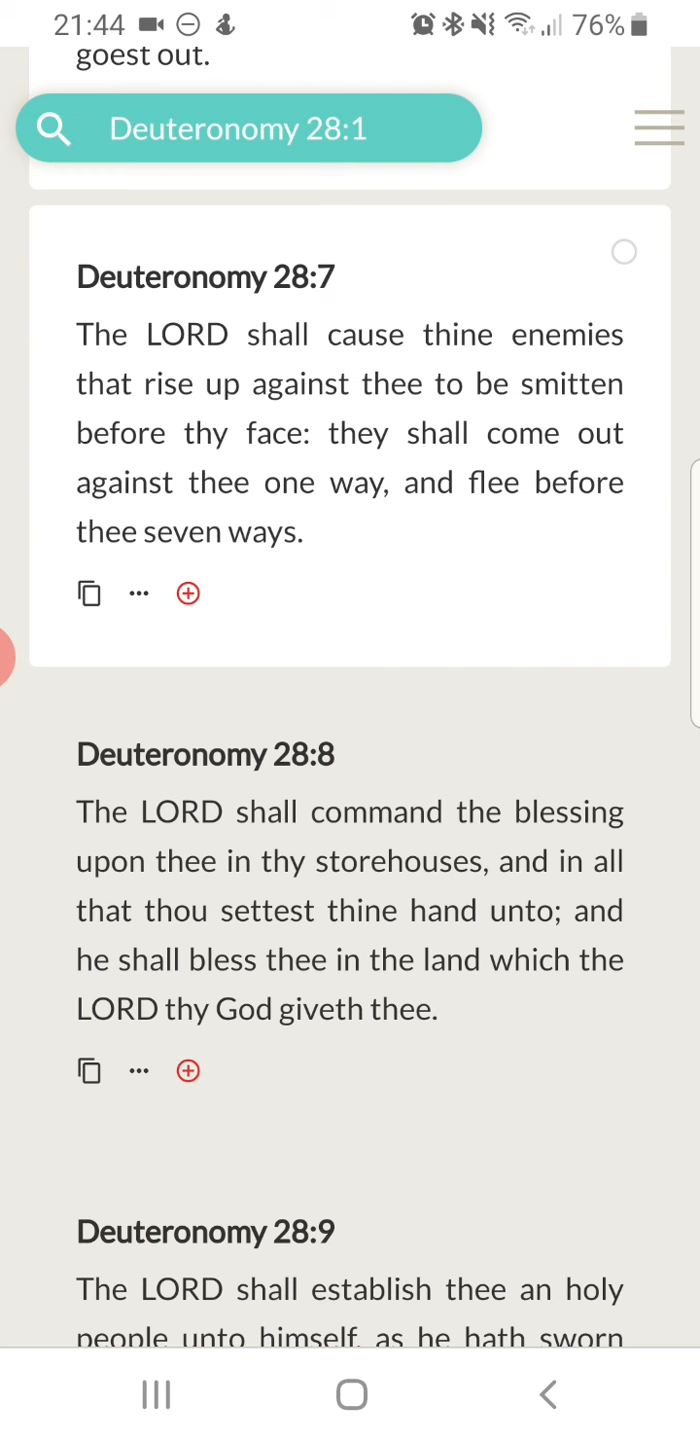 21:44
76%
goest out.
Deuteronomy 28:1
Deuteronomy 28:7
The LORD shall cause thine enemies
that rise up against thee to be smitten
before thy face: they shall come out
against thee one way, and flee before
thee seven ways.
Deuteronomy 28:8
The LORD shall command the blessing
upon thee in thy storehouses, and in all
that thou settest thine hand unto; and
he shall bless thee in the land which the
LORD thy God giveth thee.
Deuteronomy 28:9
The LORD shall establish thee an holy
people unto himself, as he hath sworn